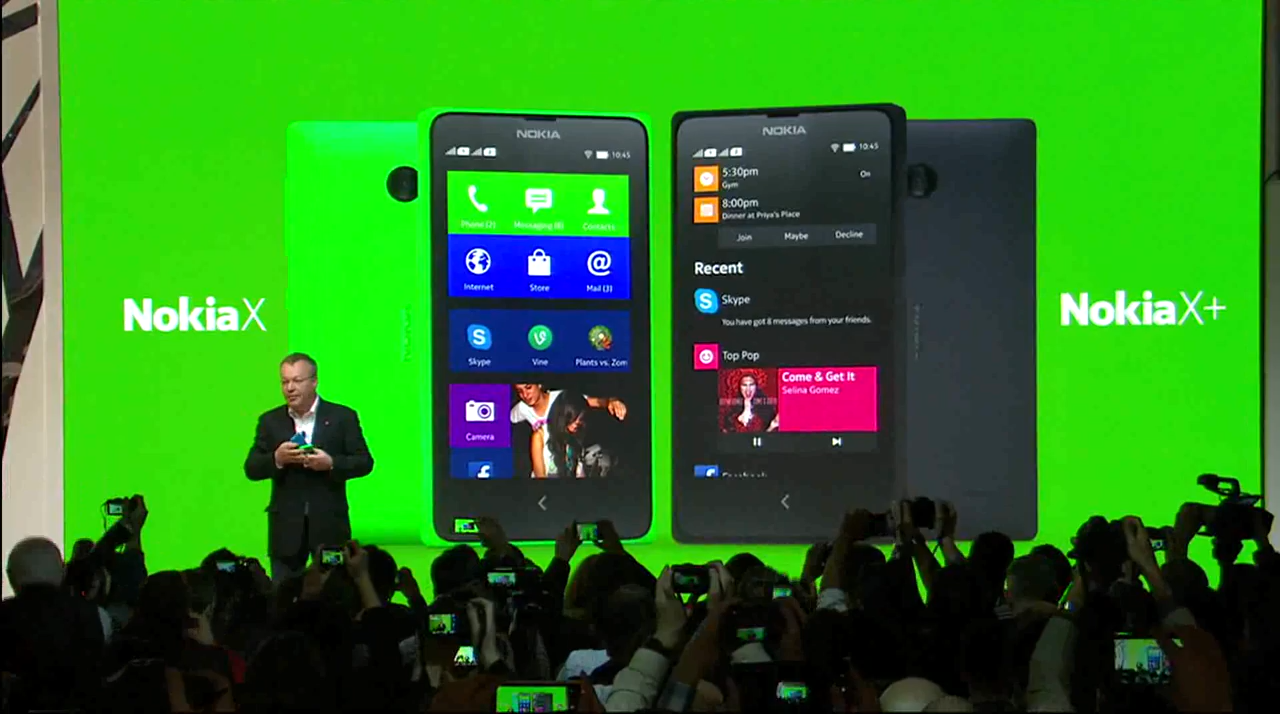 NokiaX
NOKIA
10:45
Phone (2)
Messaging (8)
Contacts
Internet
Store
Mail (3)
Skype
Vine
Plants vs. Zom
Camera
NOKIA
10:45
5:30pm
On
Gym
8:00pm
Dinner at Priya's Place
Join
Maybe
Decline
Recent
Skype
You have got 8 messages from your friends.
Top Pop
Come & Get It
Selina Gomez
Facebook
NokiaX+